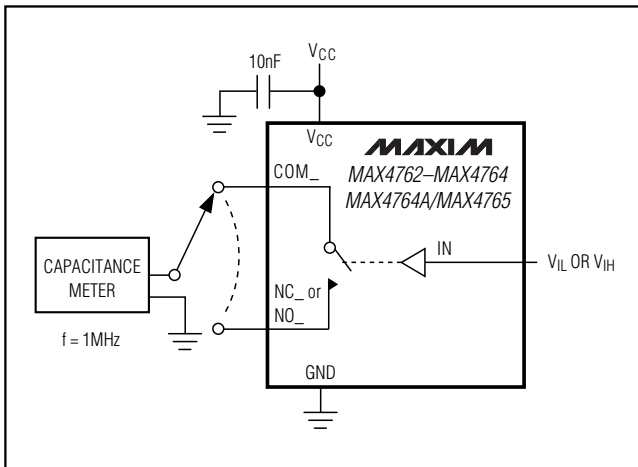 10nF
VCC
VCC
MAXIM
COM_
MAX4762–MAX4764
MAX4764A/MAX4765
IN
VIL OR VIH
CAPACITANCE
METER
NC_ or
NO_
f = 1MHz
GND